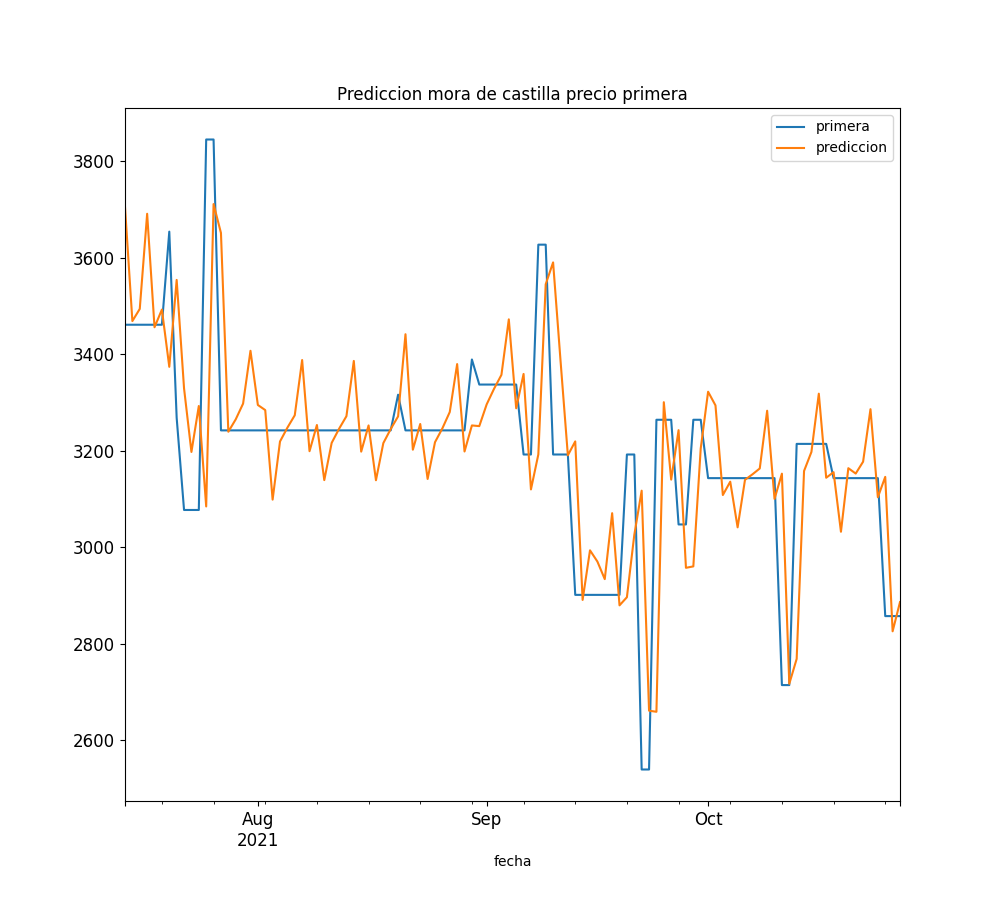 Prediccion mora de castilla precio primera
primera
prediccion
3800
3600
3400
3200
3000
2800
2600
Aug
2021
Sep
Oct
fecha